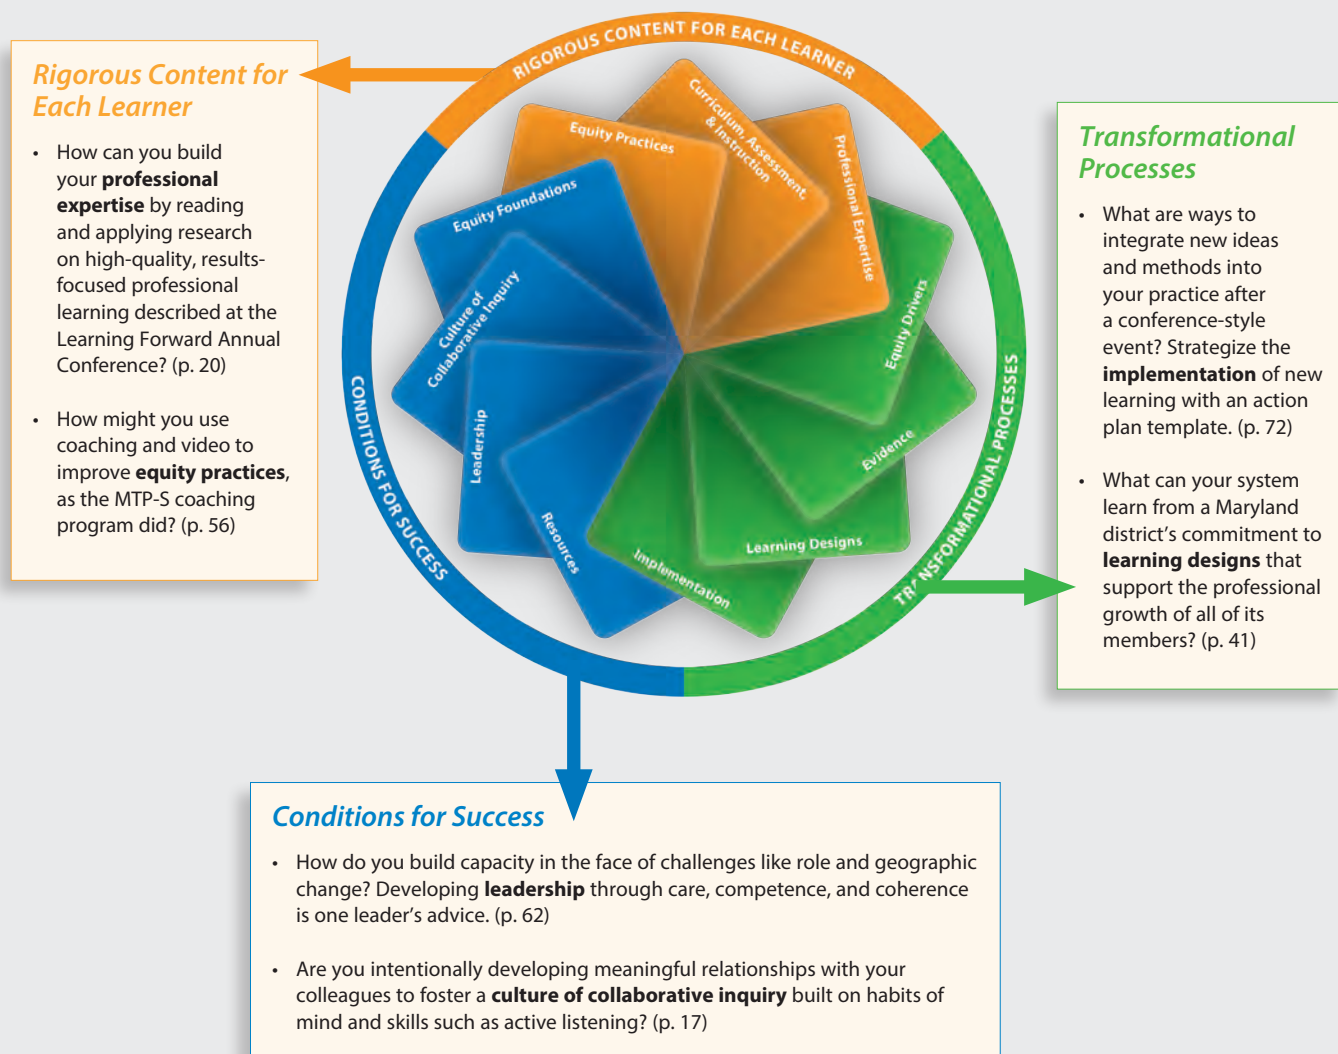 RIGOROUS CONTENT FOR EACH LEARNER
Rigorous Content for
Each Learner
• How can you build
your professional
expertise by reading
and applying research
on high-quality, results-
focused professional
learning described at the
Learning Forward Annual
Conference? (p. 20)
• How might you use
coaching and video to
improve equity practices,
as the MTP-S coaching
program did? (p. 56)
Equity Practices
Curriculum, Assessment,
& Instruction
Professional Expertise
Equity Foundations
Culture of
Collaborative Inquiry
Leadership
Resources
Equity Drivers
Evidence
Learning Designs
Implementation
CONDITIONS FOR SUCCESS
TRANSFORMATIONAL PROCESSES
Transformational
Processes
• What are ways to
integrate new ideas
and methods into
your practice after
a conference-style
event? Strategize the
implementation of new
learning with an action
plan template. (p. 72)
• What can your system
learn from a Maryland
district’s commitment to
learning designs that
support the professional
growth of all of its
members? (p. 41)
Conditions for Success
• How do you build capacity in the face of challenges like role and geographic
change? Developing leadership through care, competence, and coherence
is one leader’s advice. (p. 62)
• Are you intentionally developing meaningful relationships with your
colleagues to foster a culture of collaborative inquiry built on habits of
mind and skills such as active listening? (p. 17)